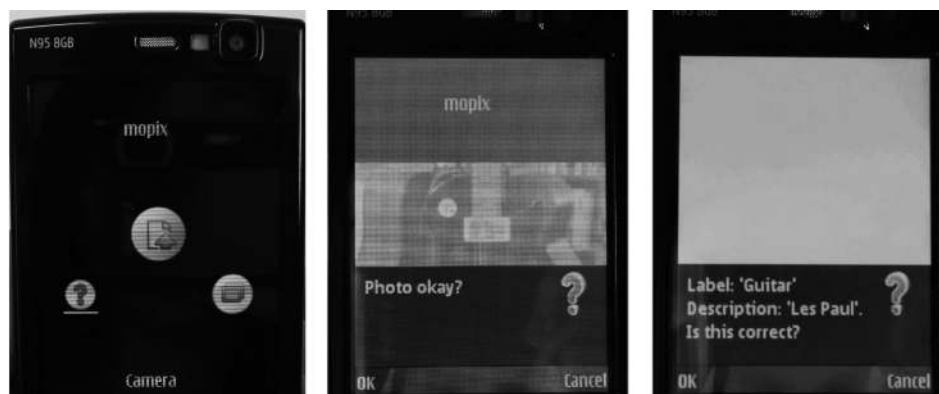 N95 8GB
mopix
Camera
mopix
Photo okay?
OK Cancel
Label: 'Guitar'
Description: 'Les Paul'.
Is this correct?
OK Cancel